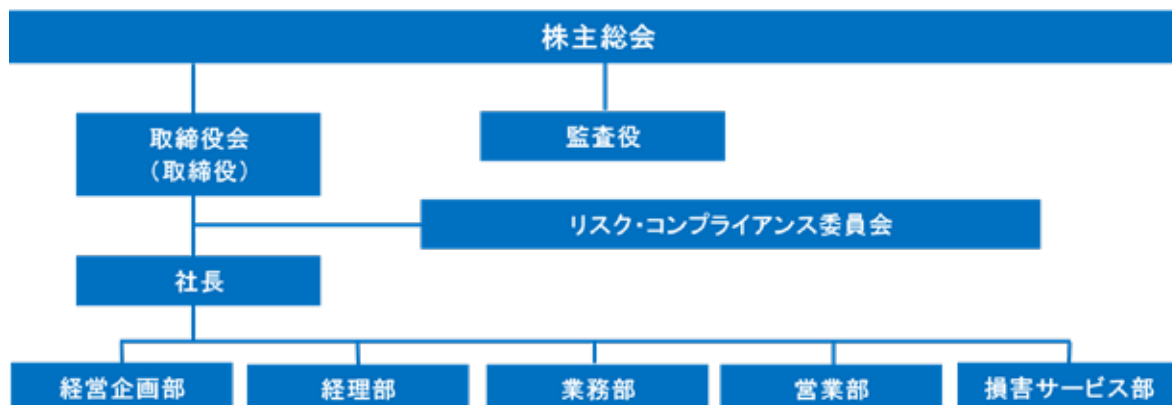 株主総会
取締役会
（取締役）
監査役
リスク・コンプライアンス委員会
社長
経営企画部
経理部
業務部
営業部
損害サービス部